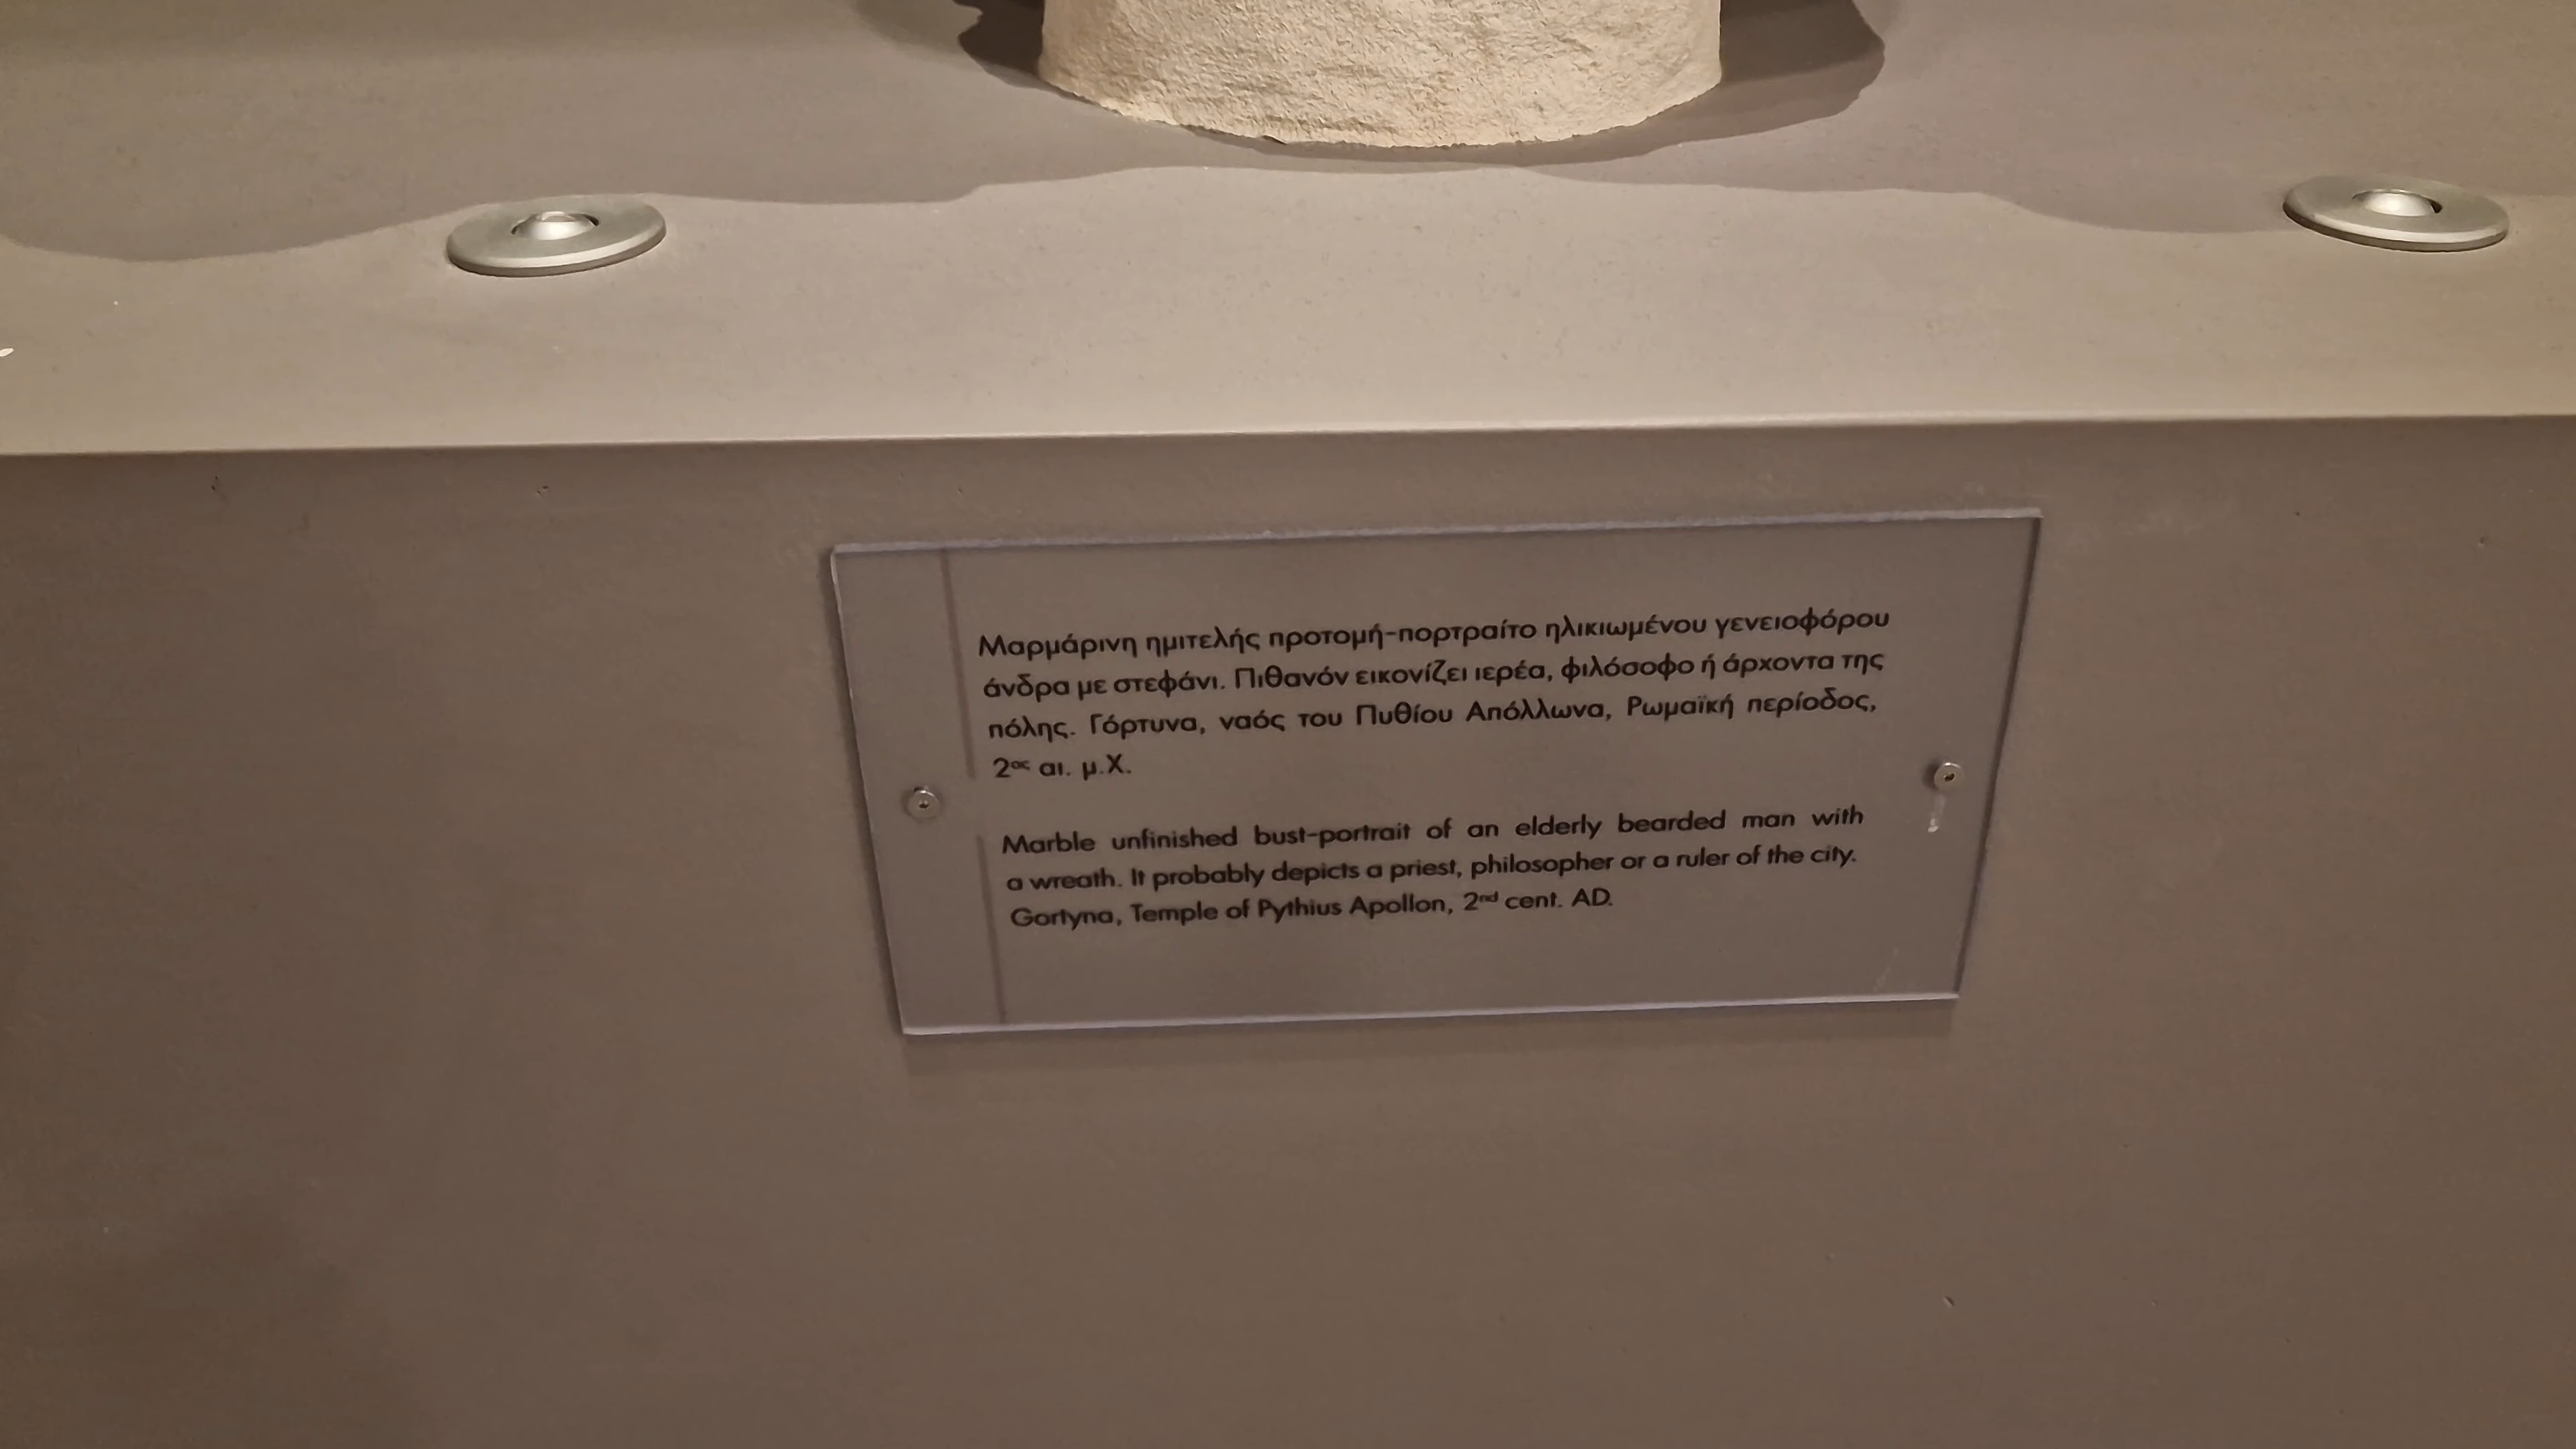 Μαρμάρινη ημιτελής προτομή-πορτραίτο ηλικιωμένου γενειοφόρου
άνδρα με στεφάνι. Πιθανόν εικονίζει ιερέα, φιλόσοφο ή άρχοντα της
πόλης. Γόρτυνα, ναός του Πυθίου Απόλλωνα, Ρωμαϊκή περίοδος,
2ος αι. μ.Χ.
Marble unfinished bust-portrait of an elderly bearded man with
a wreath. It probably depicts a priest, philosopher or a ruler of the city.
Gortyna, Temple of Pythius Apollon, 2nd cent. AD.